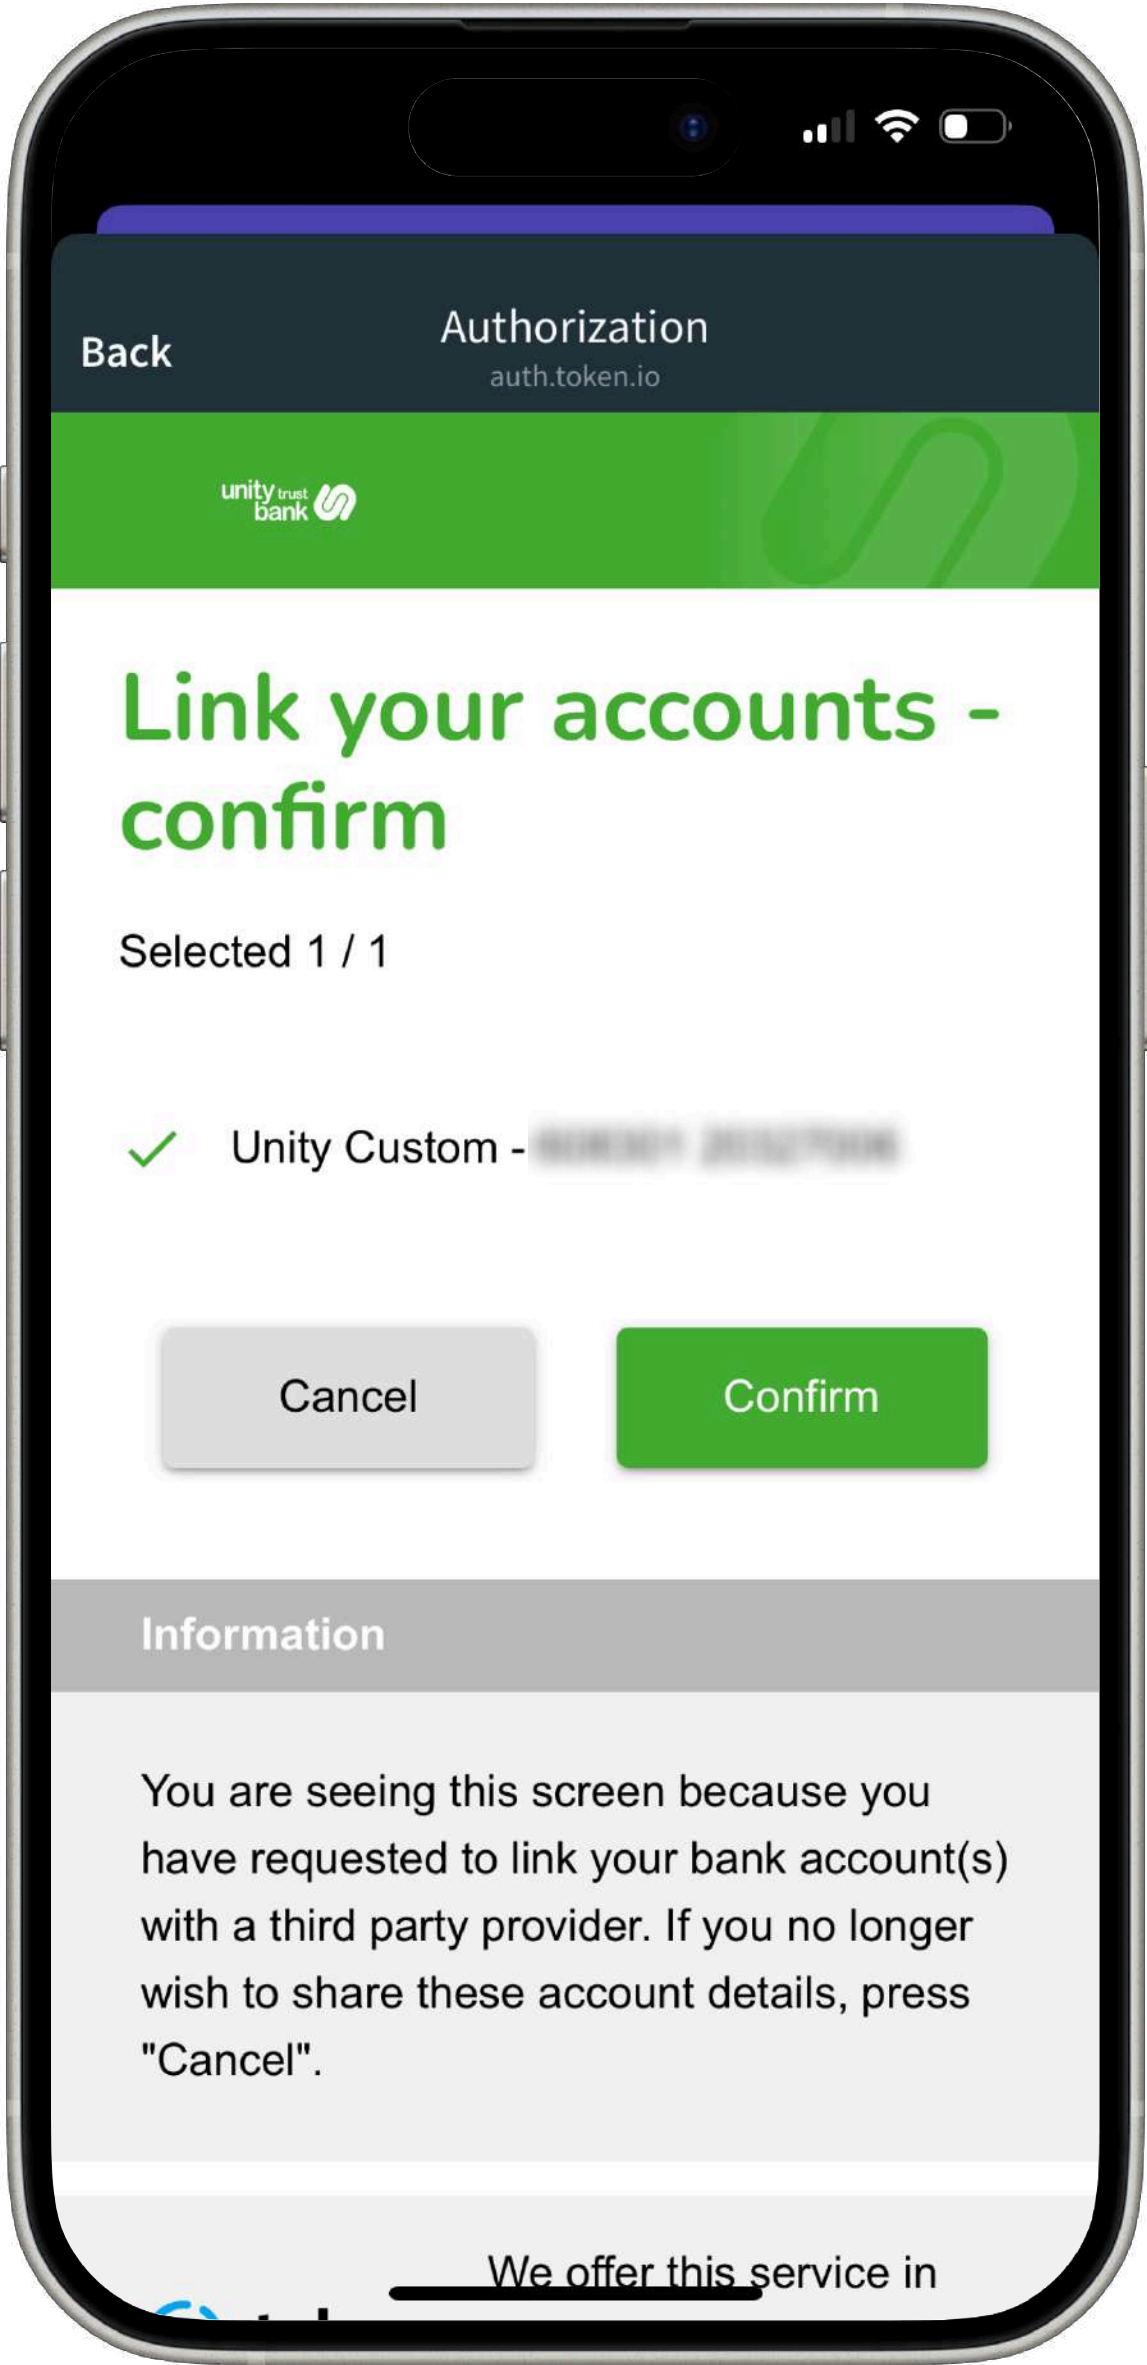 Back
Authorization
auth.token.io
unity trust
bank
Link your accounts -
confirm
Selected 1 / 1
Unity Custom -
Cancel
Confirm
Information
You are seeing this screen because you
have requested to link your bank account(s)
with a third party provider. If you no longer
wish to share these account details, press
"Cancel".
We offer this service in